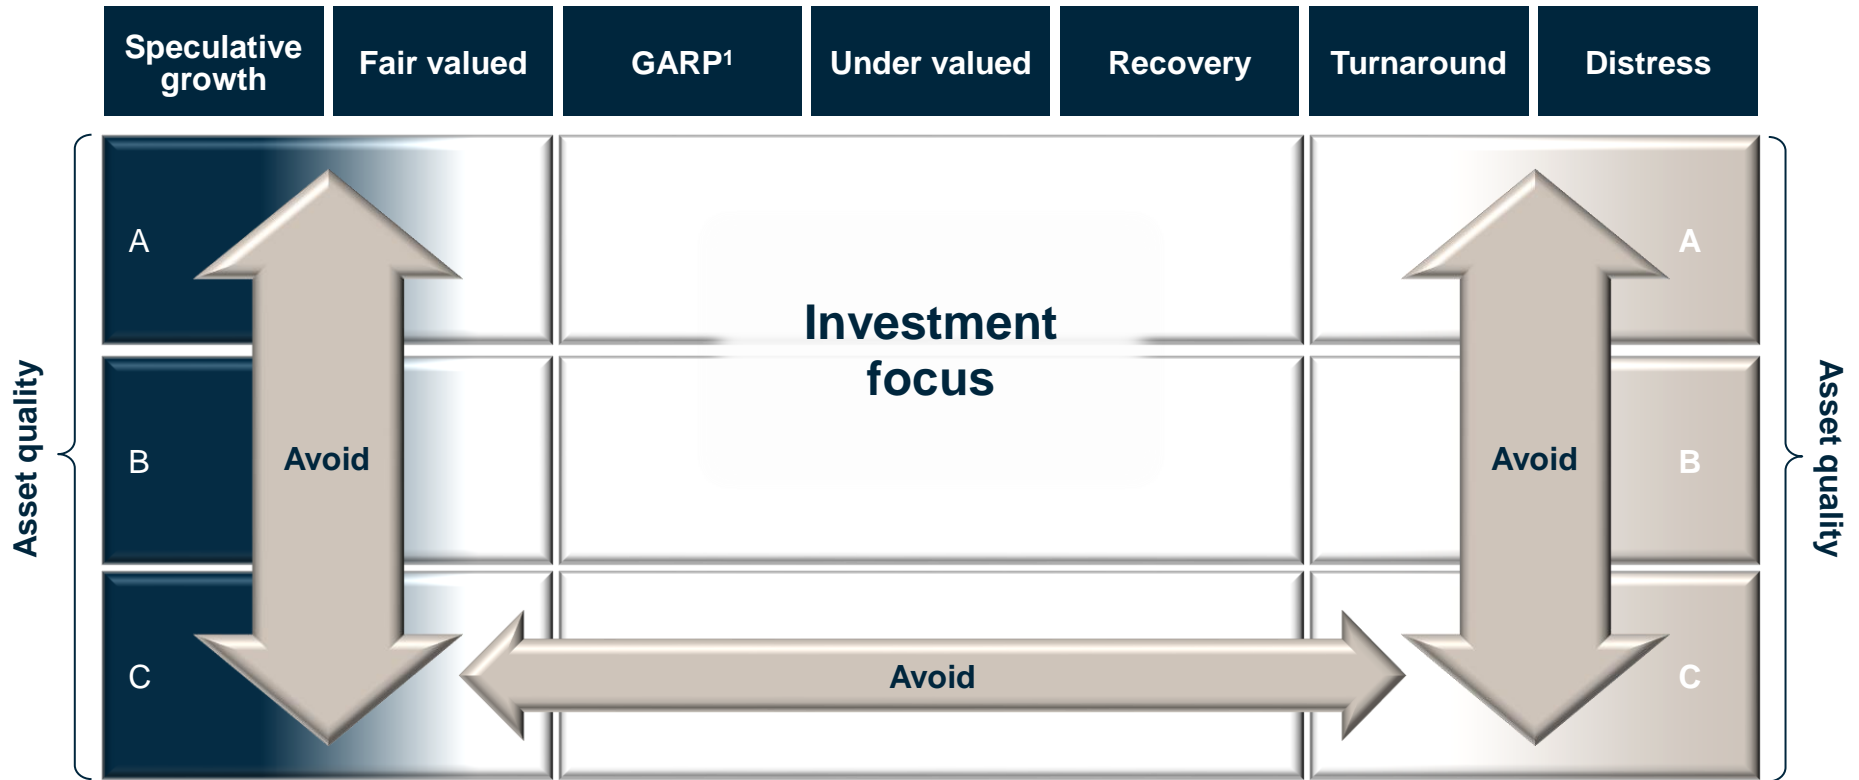 Speculative
growth
Fair valued
GARP¹
Under valued
Recovery
Turnaround
Distress
Asset quality
A
A
Investment
focus
B
Avoid
Avoid
B
C
Avoid
C
Asset quality